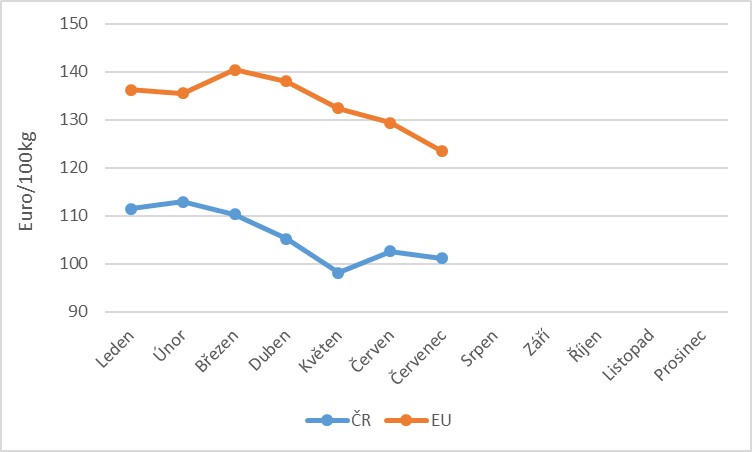 150
140
130
120
110
100
90
Euro/100kg
Leden
Únor
Březen
Duben
Květen
Červen
Červenec
Srpen
Září
Říjen
Listopad
Prosinec
ČR EU